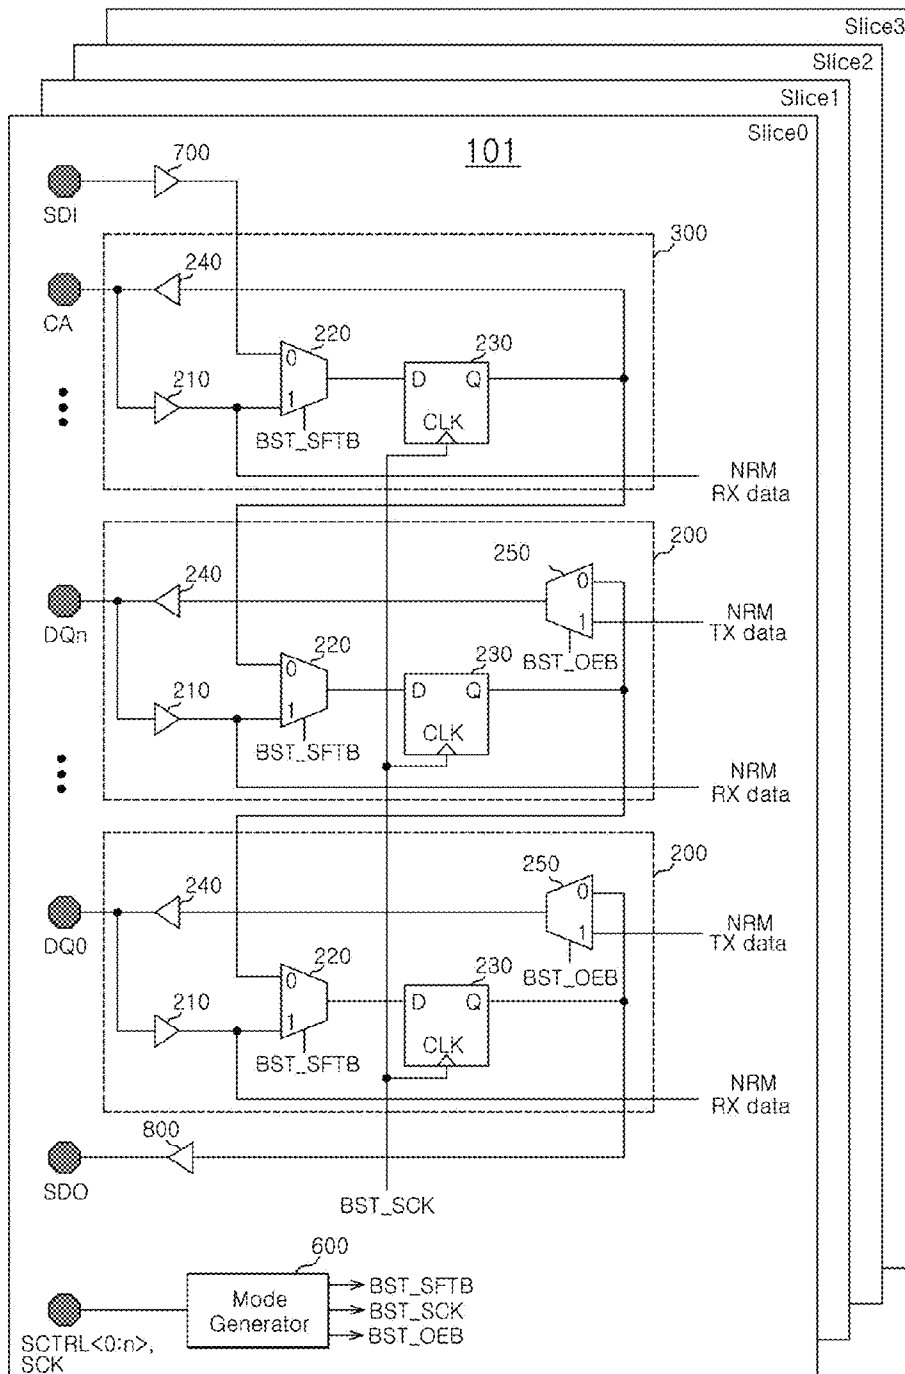 Slice3
Slice2
Slice1
Slice0
101
700
SDI
300
240
CA
220
230
0
D Q
210
1
CLK
BST_SFTB
NRM
RX data
200
250
240
0
DQn
NRM
1
TX data
220
BST_OEB
230
0
D Q
210
1
CLK
BST_SFTB
NRM
RX data
200
250
240
0
DQ0
NRM
1
TX data
220
BST_OEB
230
0
D Q
210
1
CLK
BST_SFTB
NRM
RX data
800
SDO
BST_SCK
600
Mode
Generator
BST_SFTB
BST_SCK
BST_OEB
SCTRL<0:n>,
SCK